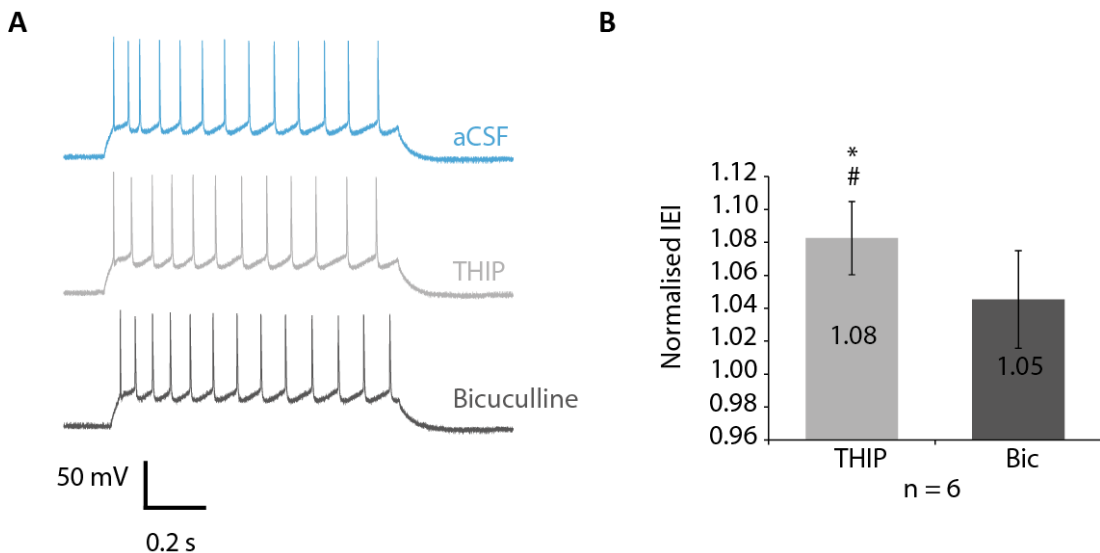 A
aCSF
THIP
Bicuculline
50 mV
0.2 s
B
*
#
Normalised IEI
1.12
1.10
1.08
1.06
1.04
1.02
1.00
0.98
0.96
1.08
1.05
THIP Bic
n = 6